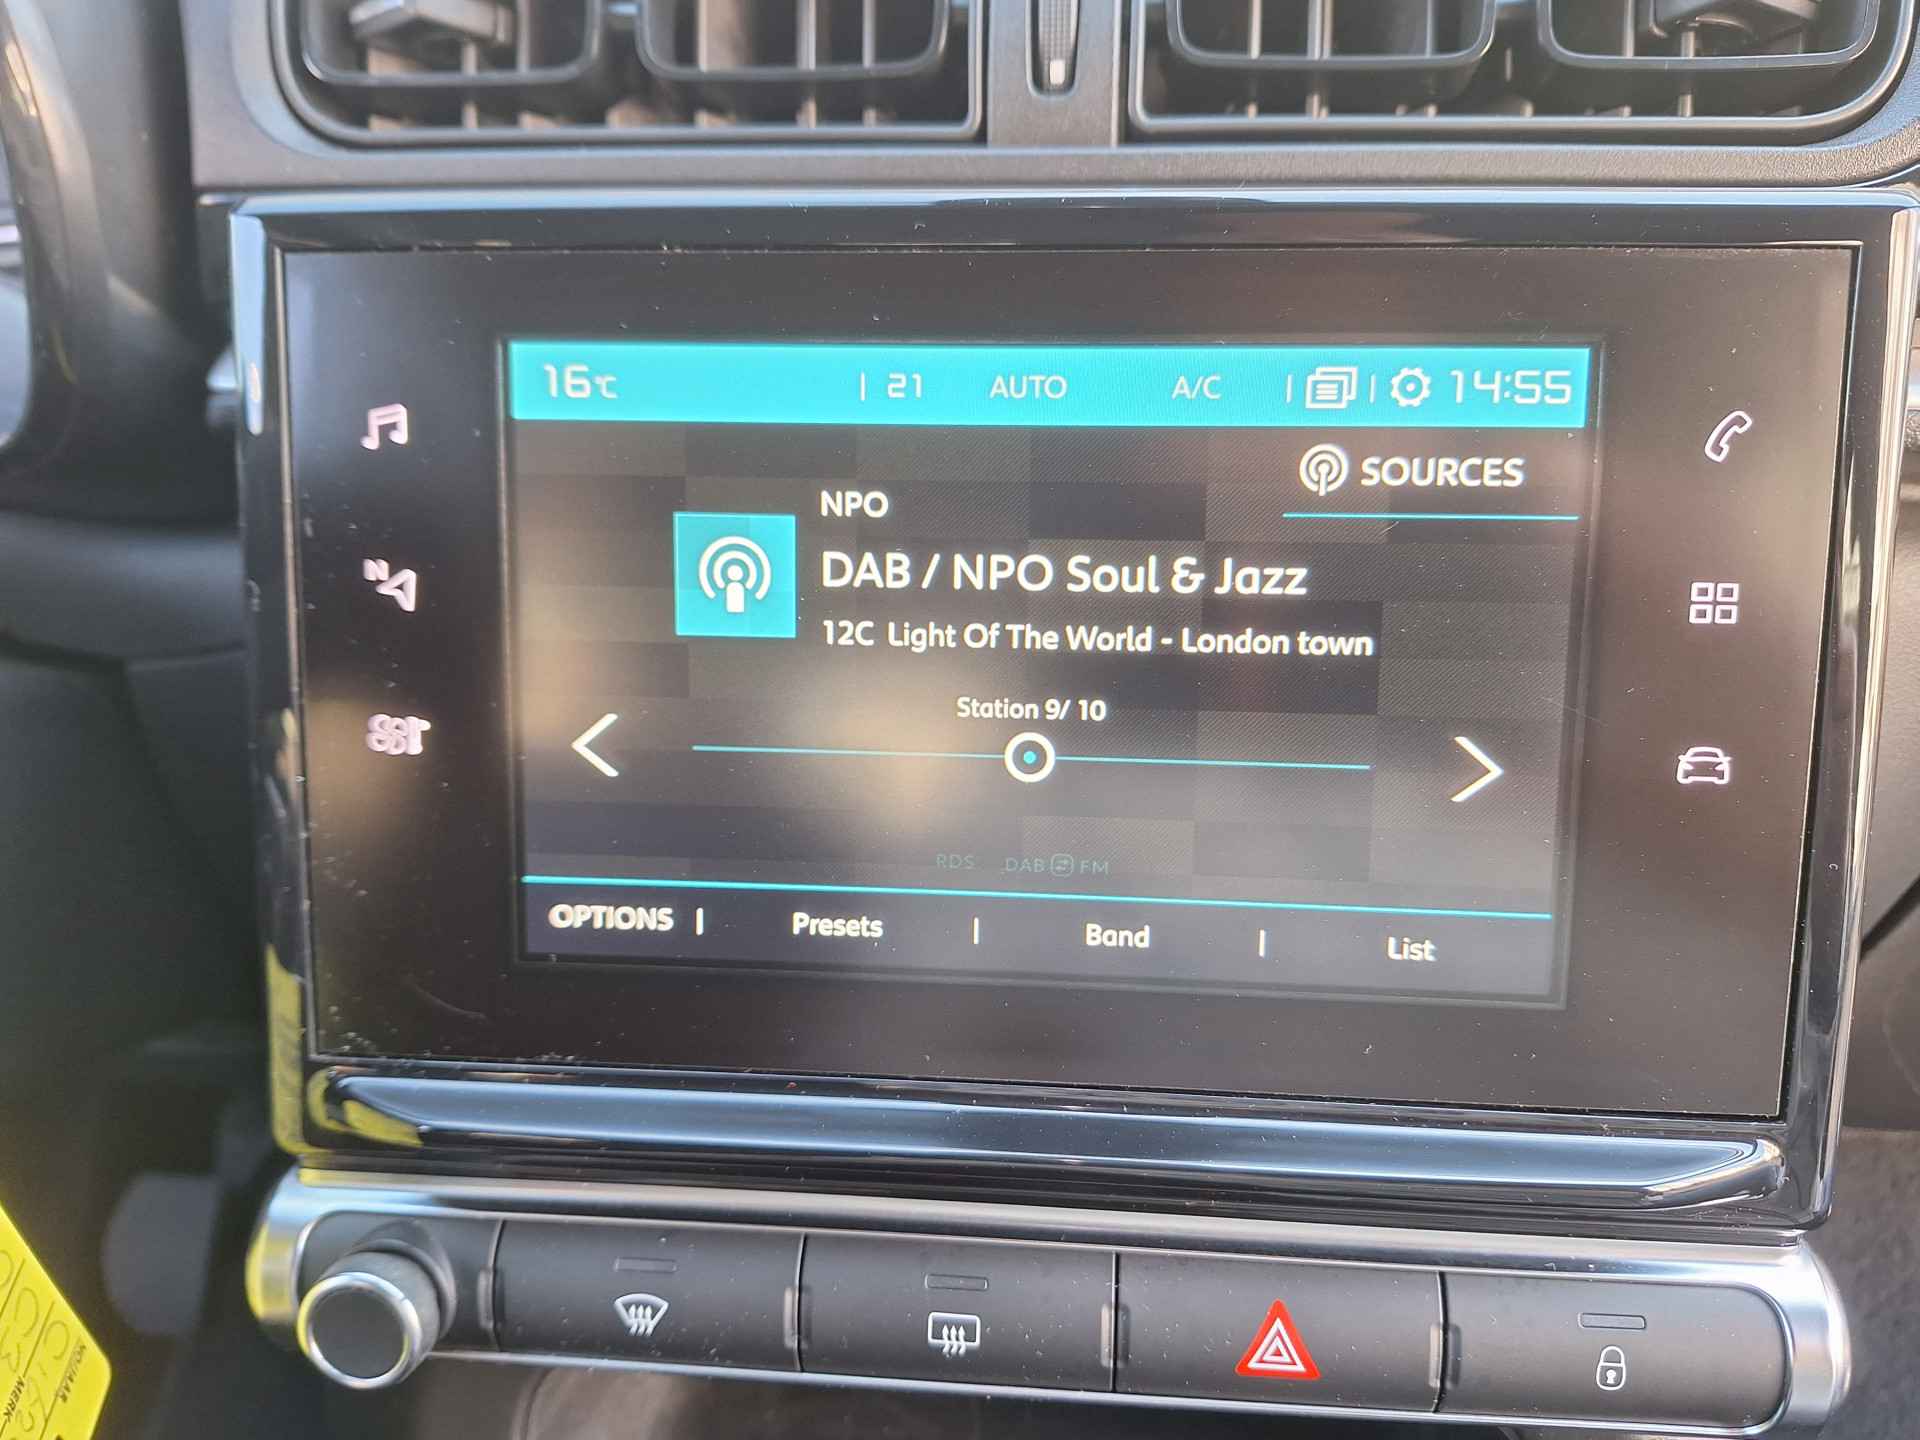 16°C | 21 AUTO A/C | | 14:55
SOURCES
NPO
DAB / NPO Soul & Jazz
12C Light Of The World - London town
N
Station 9/ 10
RDS DAB FM
OPTIONS | Presets | Band | List
MERK